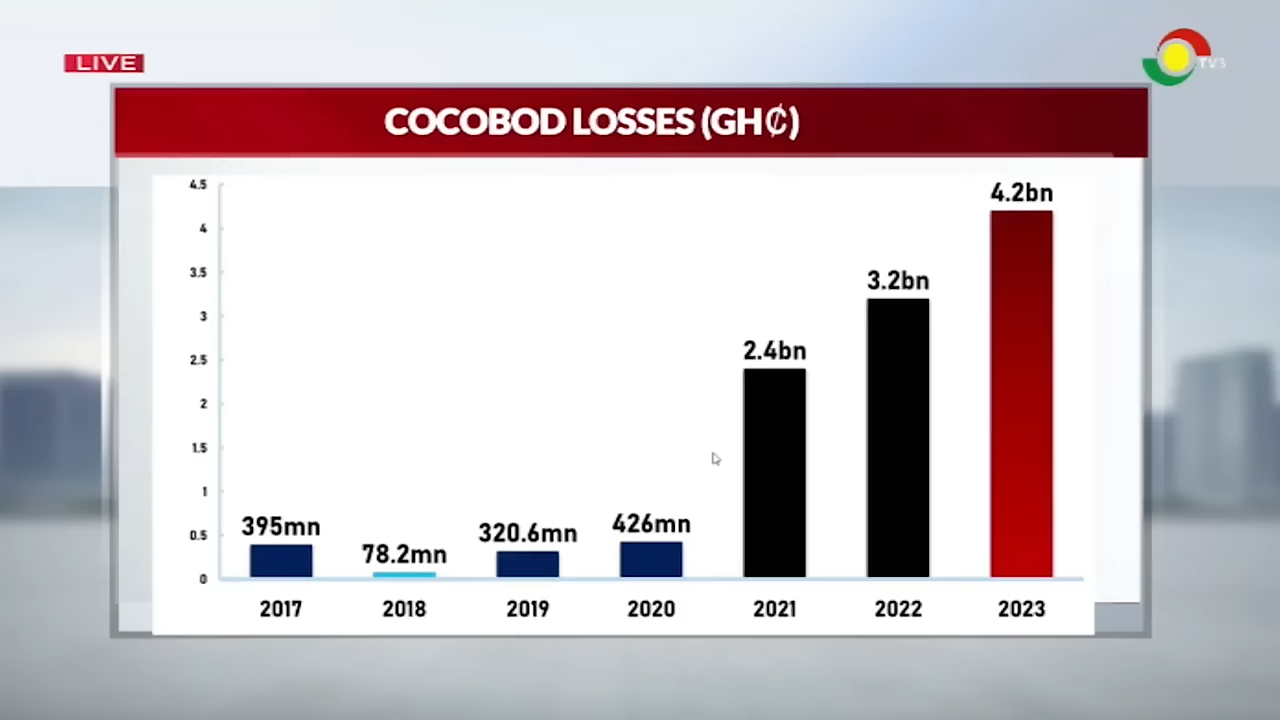 LIVE
TV3
COCOBOD LOSSES (GH₵)
4.5
4
3.5
3
2.5
2
1.5
1
0.5
0
395mn
78.2mn
320.6mn
426mn
2.4bn
3.2bn
4.2bn
2017
2018
2019
2020
2021
2022
2023